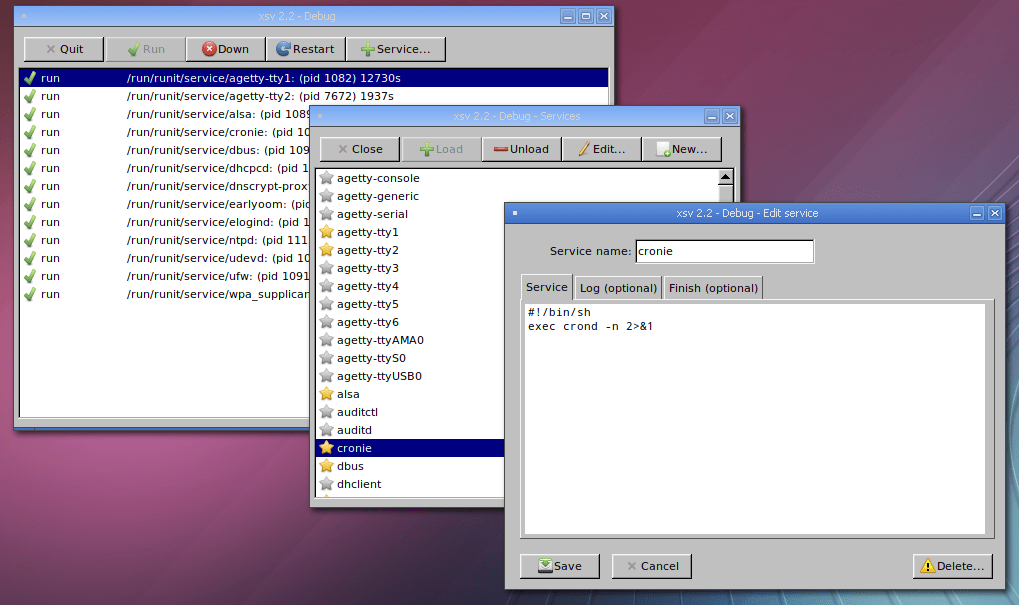 xsv 2.2 - Debug
Quit Run Down Restart Service...
run /run/runit/service/agetty-tty1: (pid 1082) 12730s
run /run/runit/service/agetty-tty2: (pid 7672) 1937s
run /run/runit/service/alsa: (pid 1089
run /run/runit/service/cronie: (pid 10
run /run/runit/service/dbus: (pid 109
run /run/runit/service/dhcpcd: (pid 1
run /run/runit/service/dnscrypt-prox
run /run/runit/service/earlyoom: (pid
run /run/runit/service/elogind: (pid 1
run /run/runit/service/ntpd: (pid 111
run /run/runit/service/udevd: (pid 10
run /run/runit/service/ufw: (pid 1091
run /run/runit/service/wpa_supplican
xsv 2.2 - Debug - Services
Close Load Unload Edit... New...
agetty-console
agetty-generic
agetty-serial
agetty-tty1
agetty-tty2
agetty-tty3
agetty-tty4
agetty-tty5
agetty-tty6
agetty-ttyAMA0
agetty-ttyS0
agetty-ttyUSB0
alsa
auditctl
auditd
cronie
dbus
dhclient
xsv 2.2 - Debug - Edit service
Service name: cronie
Service Log (optional) Finish (optional)
#!/bin/sh
exec crond -n 2>&1
Save Cancel Delete...